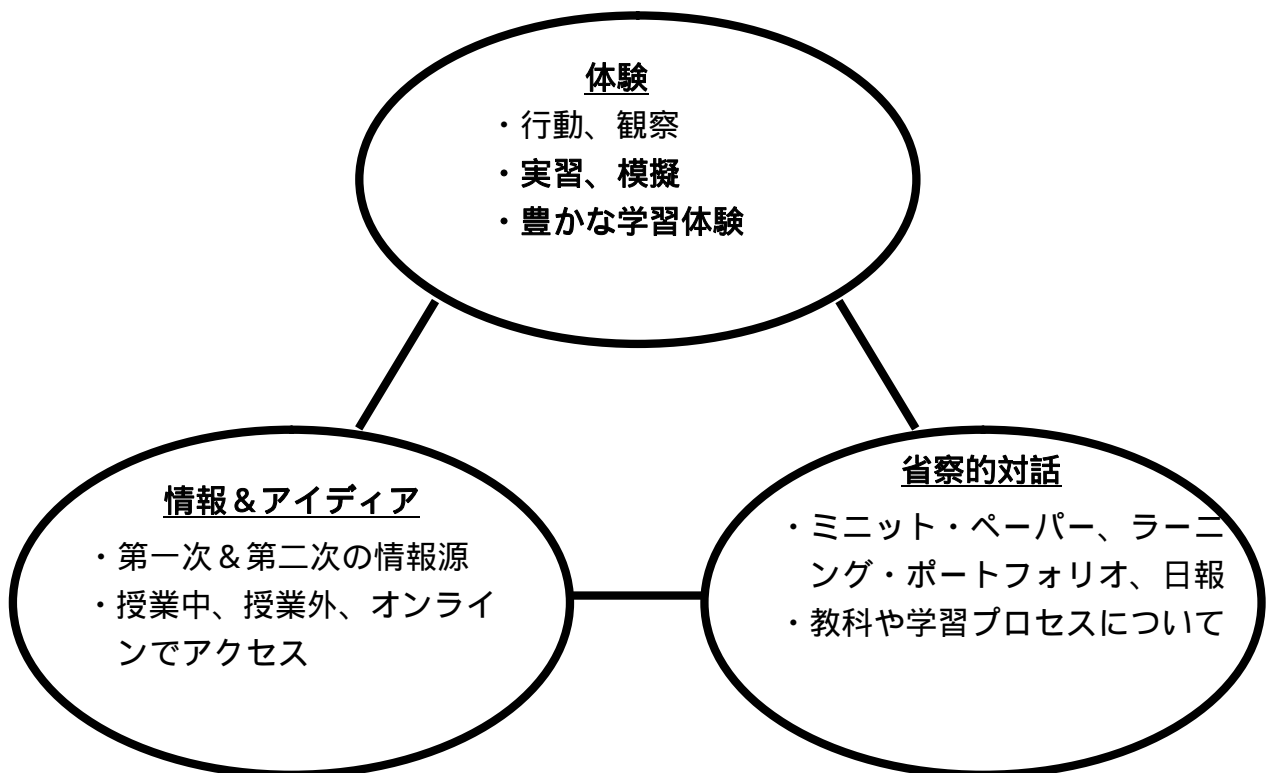 体験
・行動、観察
・実習、模擬
・豊かな学習体験
情報＆アイディア
・第一次＆第二次の情報源
・授業中、授業外、オンライ
ンでアクセス
省察的対話
・ミニット・ペーパー、ラーニ
ング・ポートフォリオ、日報
・教科や学習プロセスについて